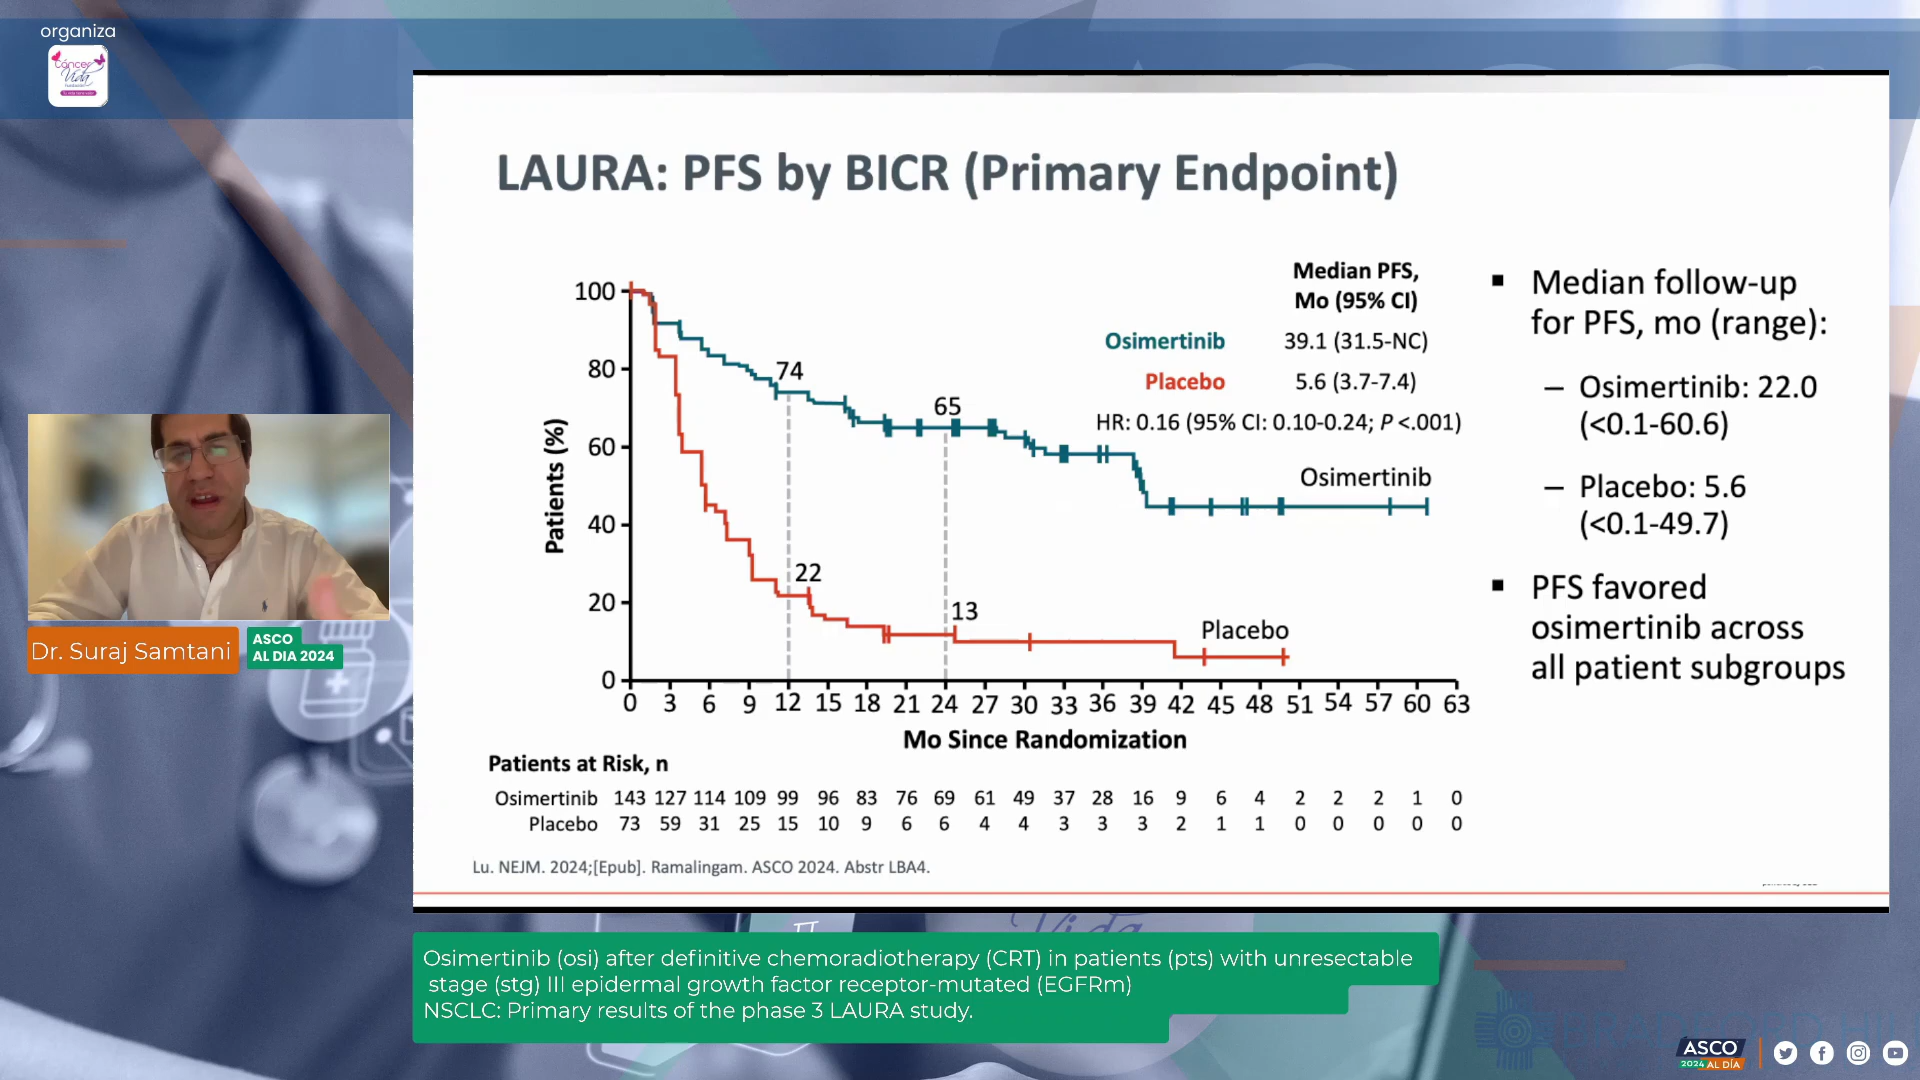 organiza
Cáncer
Vida
LAURA: PFS by BICR (Primary Endpoint)
Median PFS,
Mo (95% CI)
Osimertinib 39.1 (31.5-NC)
Placebo 5.6 (3.7-7.4)
HR: 0.16 (95% CI: 0.10-0.24; P <.001)
Patients (%)
100
80
60
40
20
0
74
65
22
13
Osimertinib
Placebo
0 3 6 9 12 15 18 21 24 27 30 33 36 39 42 45 48 51 54 57 60 63
Mo Since Randomization
Patients at Risk, n
Osimertinib 143 127 114 109 99 96 83 76 69 61 49 37 28 16 9 6 4 2 2 2 1 0
Placebo 73 59 31 25 15 10 9 6 6 4 4 3 3 3 2 1 1 0 0 0 0 0
Lu. NEJM. 2024;[Epub]. Ramalingam. ASCO 2024. Abstr LBA4.
▪ Median follow-up
for PFS, mo (range):
– Osimertinib: 22.0
(<0.1-60.6)
– Placebo: 5.6
(<0.1-49.7)
▪ PFS favored
osimertinib across
all patient subgroups
Dr. Suraj Samtani
ASCO
AL DIA 2024
Vida
Osimertinib (osi) after definitive chemoradiotherapy (CRT) in patients (pts) with unresectable
stage (stg) III epidermal growth factor receptor-mutated (EGFRm)
NSCLC: Primary results of the phase 3 LAURA study.
ASCO
2024 AL DÍA